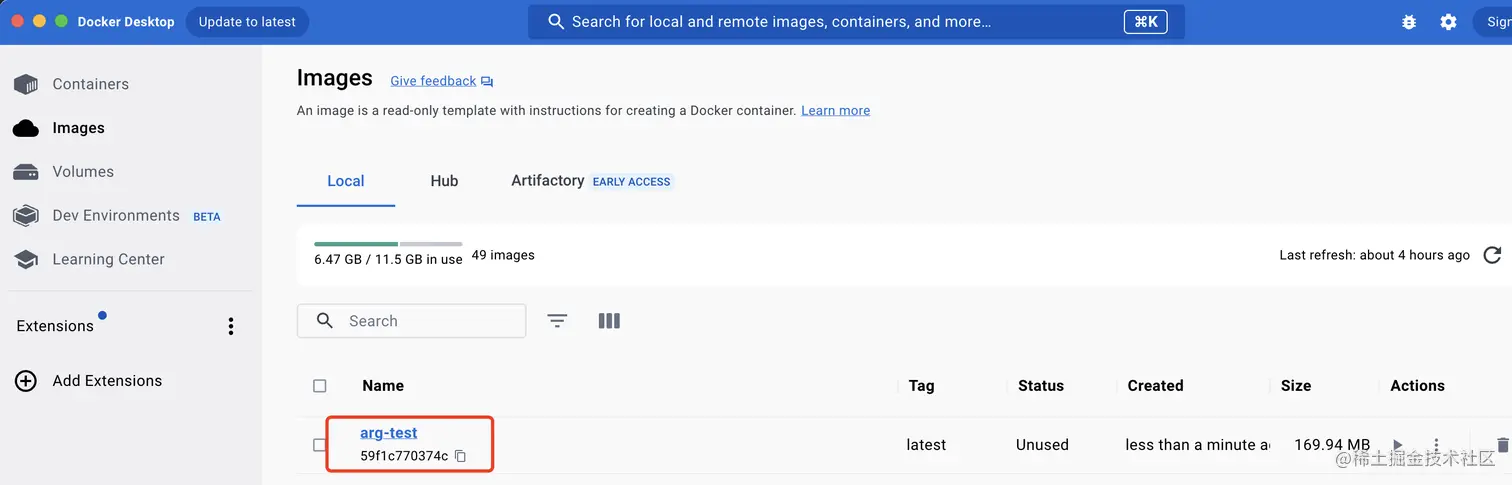 Docker Desktop Update to latest Search for local and remote images, containers, and more... ⌘K Sign
Containers
Images
Volumes
Dev Environments BETA
Learning Center
Extensions
Add Extensions
Images Give feedback
An image is a read-only template with instructions for creating a Docker container. Learn more
Local Hub Artifactory EARLY ACCESS
6.47 GB / 11.5 GB in use 49 images Last refresh: about 4 hours ago
Search
Name Tag Status Created Size Actions
arg-test
59f1c770374c
latest Unused less than a minute a 169.94 MB
@稀土掘金技术社区